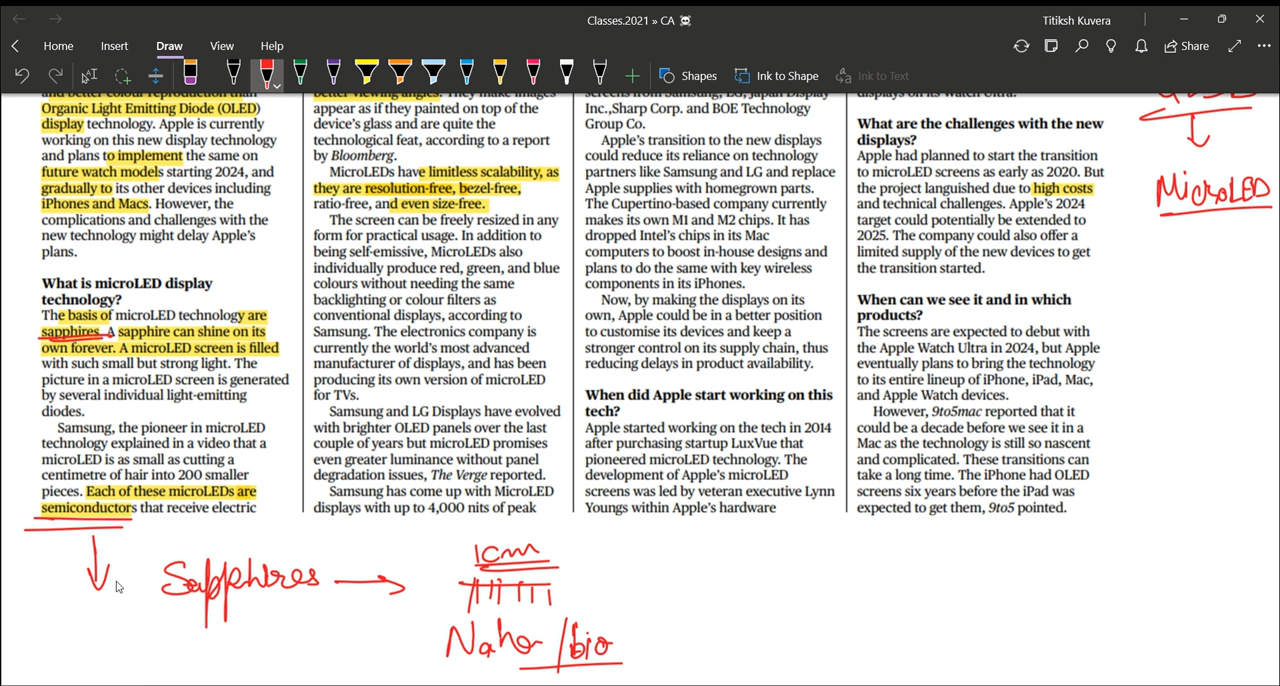 Classes.2021 » CA
Titiksh Kuvera
Home Insert Draw View Help
Share
Shapes
Ink to Shape
Ink to Text
Organic Light Emitting Diode (OLED)
display technology. Apple is currently
working on this new display technology
and plans to implement the same on
future watch models starting 2024, and
gradually to its other devices including
iPhones and Macs. However, the
complications and challenges with the
new technology might delay Apple's
plans.
What is microLED display
technology?
The basis of microLED technology are
sapphires. A sapphire can shine on its
own forever. A microLED screen is filled
with such small but strong light. The
picture in a microLED screen is generated
by several individual light-emitting
diodes.
Samsung, the pioneer in microLED
technology explained in a video that a
microLED is as small as cutting a
centimetre of hair into 200 smaller
pieces. Each of these microLEDs are
semiconductors that receive electric
appear as if they painted on top of the
device's glass and are quite the
technological feat, according to a report
by Bloomberg.
MicroLEDs have limitless scalability, as
they are resolution-free, bezel-free,
ratio-free, and even size-free.
The screen can be freely resized in any
form for practical usage. In addition to
being self-emissive, MicroLEDs also
individually produce red, green, and blue
colours without needing the same
backlighting or colour filters as
conventional displays, according to
Samsung. The electronics company is
currently the world's most advanced
manufacturer of displays, and has been
producing its own version of microLED
for TVs.
Samsung and LG Displays have evolved
with brighter OLED panels over the last
couple of years but microLED promises
even greater luminance without panel
degradation issues, The Verge reported.
Samsung has come up with MicroLED
displays with up to 4,000 nits of peak
Inc.,Sharp Corp. and BOE Technology
Group Co.
Apple's transition to the new displays
could reduce its reliance on technology
partners like Samsung and LG and replace
Apple supplies with homegrown parts.
The Cupertino-based company currently
makes its own M1 and M2 chips. It has
dropped Intel's chips in its Mac
computers to boost in-house designs and
plans to do the same with key wireless
components in its iPhones.
Now, by making the displays on its
own, Apple could be in a better position
to customise its devices and keep a
stronger control on its supply chain, thus
reducing delays in product availability.
When did Apple start working on this
tech?
Apple started working on the tech in 2014
after purchasing startup LuxVue that
pioneered microLED technology. The
development of Apple's microLED
screens was led by veteran executive Lynn
Youngs within Apple's hardware
What are the challenges with the new
displays?
Apple had planned to start the transition
to microLED screens as early as 2020. But
the project languished due to high costs
and technical challenges. Apple's 2024
target could potentially be extended to
2025. The company could also offer a
limited supply of the new devices to get
the transition started.
When can we see it and in which
products?
The screens are expected to debut with
the Apple Watch Ultra in 2024, but Apple
eventually plans to bring the technology
to its entire lineup of iPhone, iPad, Mac,
and Apple Watch devices.
However, 9to5mac reported that it
could be a decade before we see it in a
Mac as the technology is still so nascent
and complicated. These transitions can
take a long time. The iPhone had OLED
screens six years before the iPad was
expected to get them, 9to5 pointed.
MicroLED
Sapphires
1cm
/bio